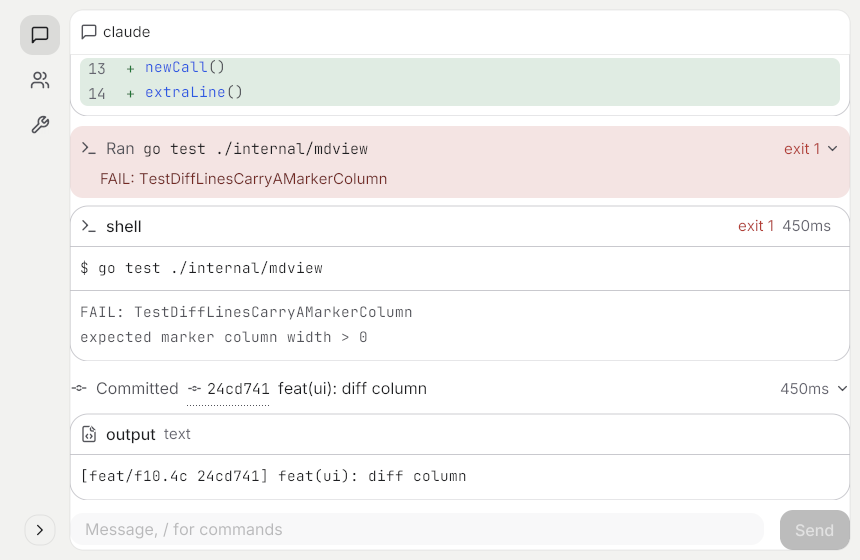 claude
13 + newCall()
14 + extraLine()
Ran go test ./internal/mdview exit 1
FAIL: TestDiffLinesCarryAMarkerColumn
shell exit 1 450ms
$ go test ./internal/mdview
FAIL: TestDiffLinesCarryAMarkerColumn
expected marker column width > 0
Committed 24cd741 feat(ui): diff column 450ms
output text
[feat/f10.4c 24cd741] feat(ui): diff column
Message, / for commands Send